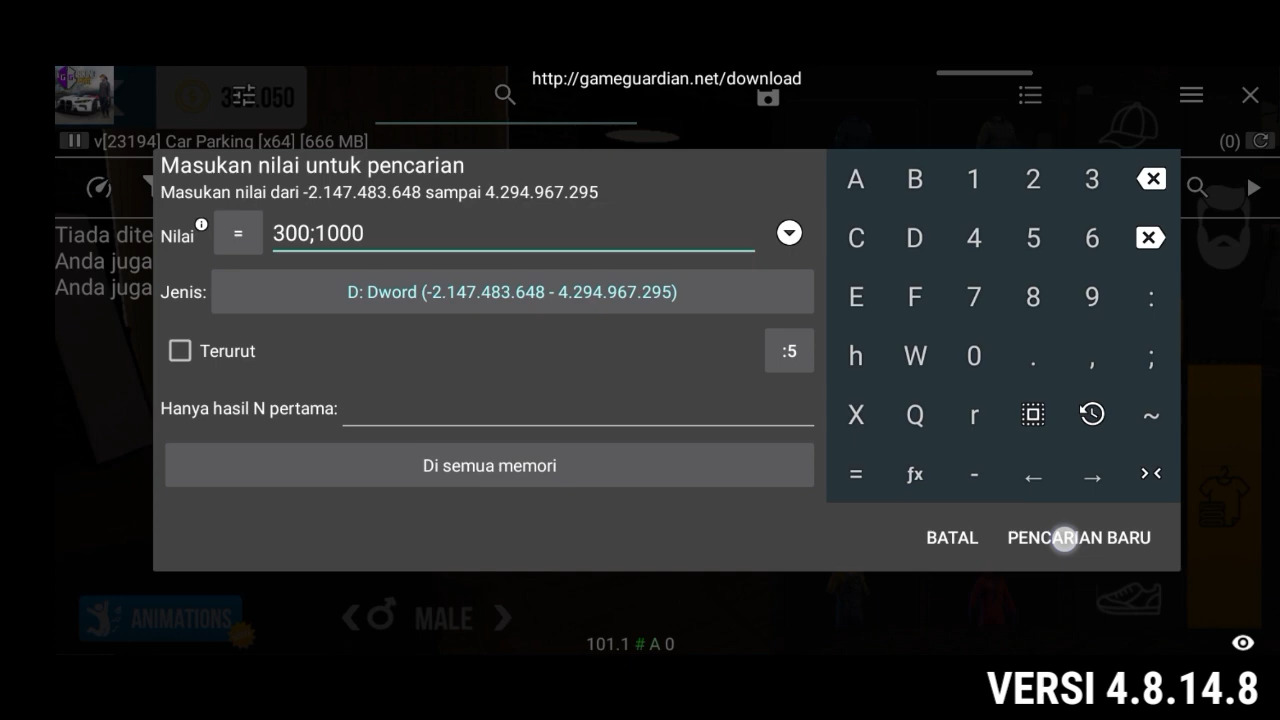 http://gameguardian.net/download
v[23194] Car Parking [x64] [666 MB]
(0)
Masukan nilai untuk pencarian
Masukan nilai dari -2.147.483.648 sampai 4.294.967.295
Nilai i = 300;1000
Jenis: D: Dword (-2.147.483.648 - 4.294.967.295)
Terurut :5
Hanya hasil N pertama:
Di semua memori
BATAL PENCARIAN BARU
A B 1 2 3
C D 4 5 6
E F 7 8 9 :
h W 0 . , ;
X Q r ~
= ƒx - ← → ><
Tiada dite
Anda juga
Anda juga
ANIMATIONS
MALE
101.1 # A 0
VERSI 4.8.14.8